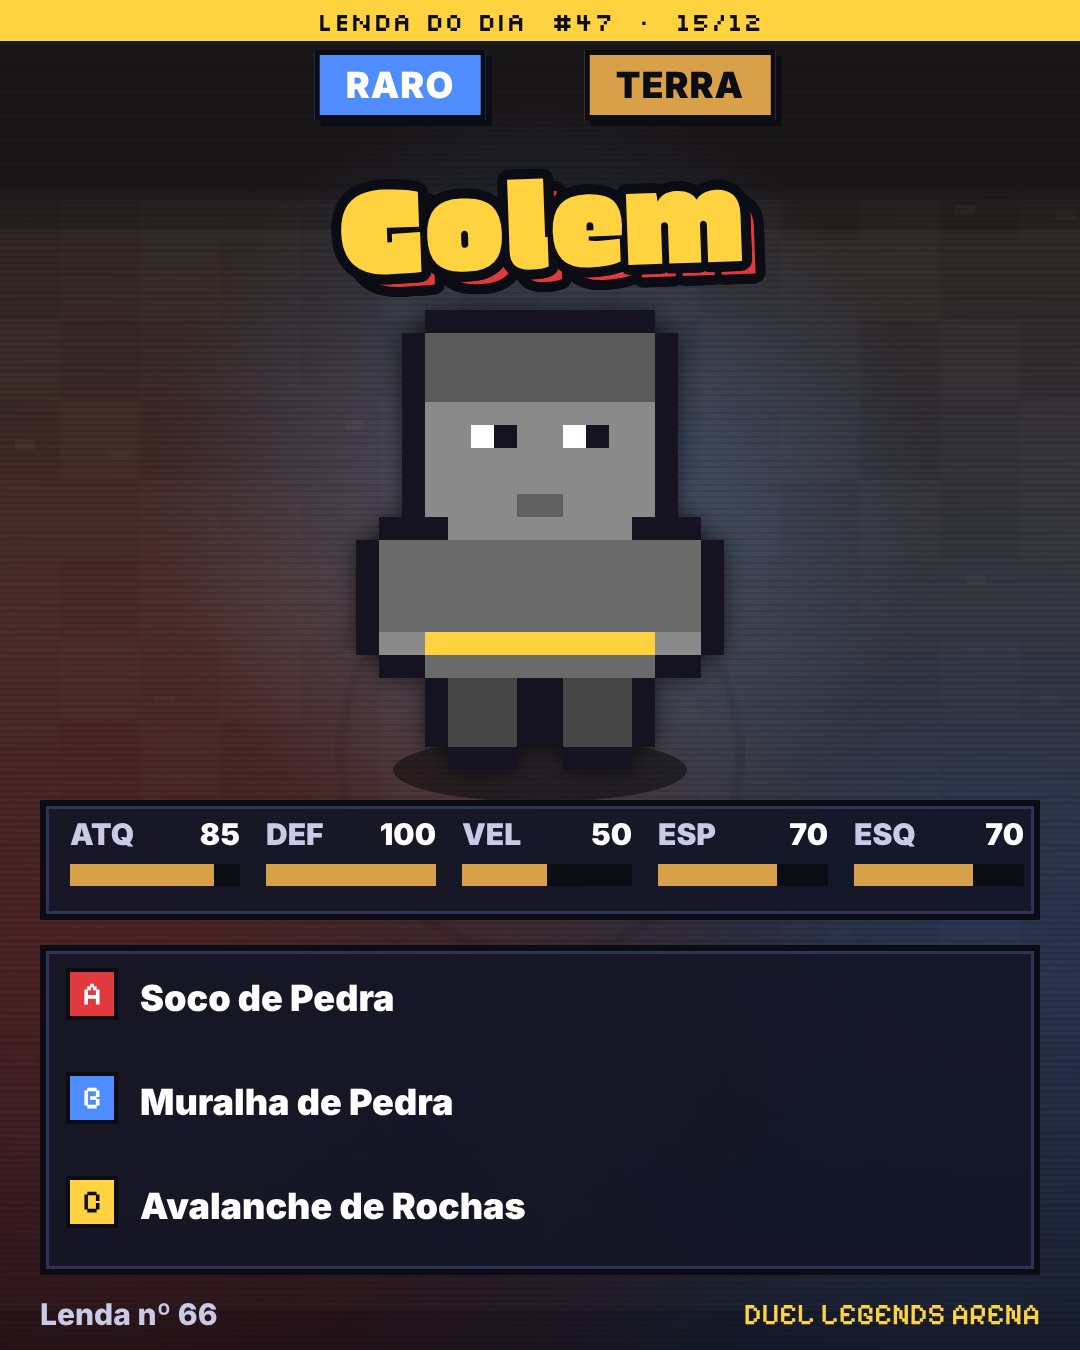 LENDA DO DIA #47 · 15/12
RARO TERRA
Golem
ATQ 85 DEF 100 VEL 50 ESP 70 ESQ 70
A Soco de Pedra
B Muralha de Pedra
C Avalanche de Rochas
Lenda nº 66 DUEL LEGENDS ARENA